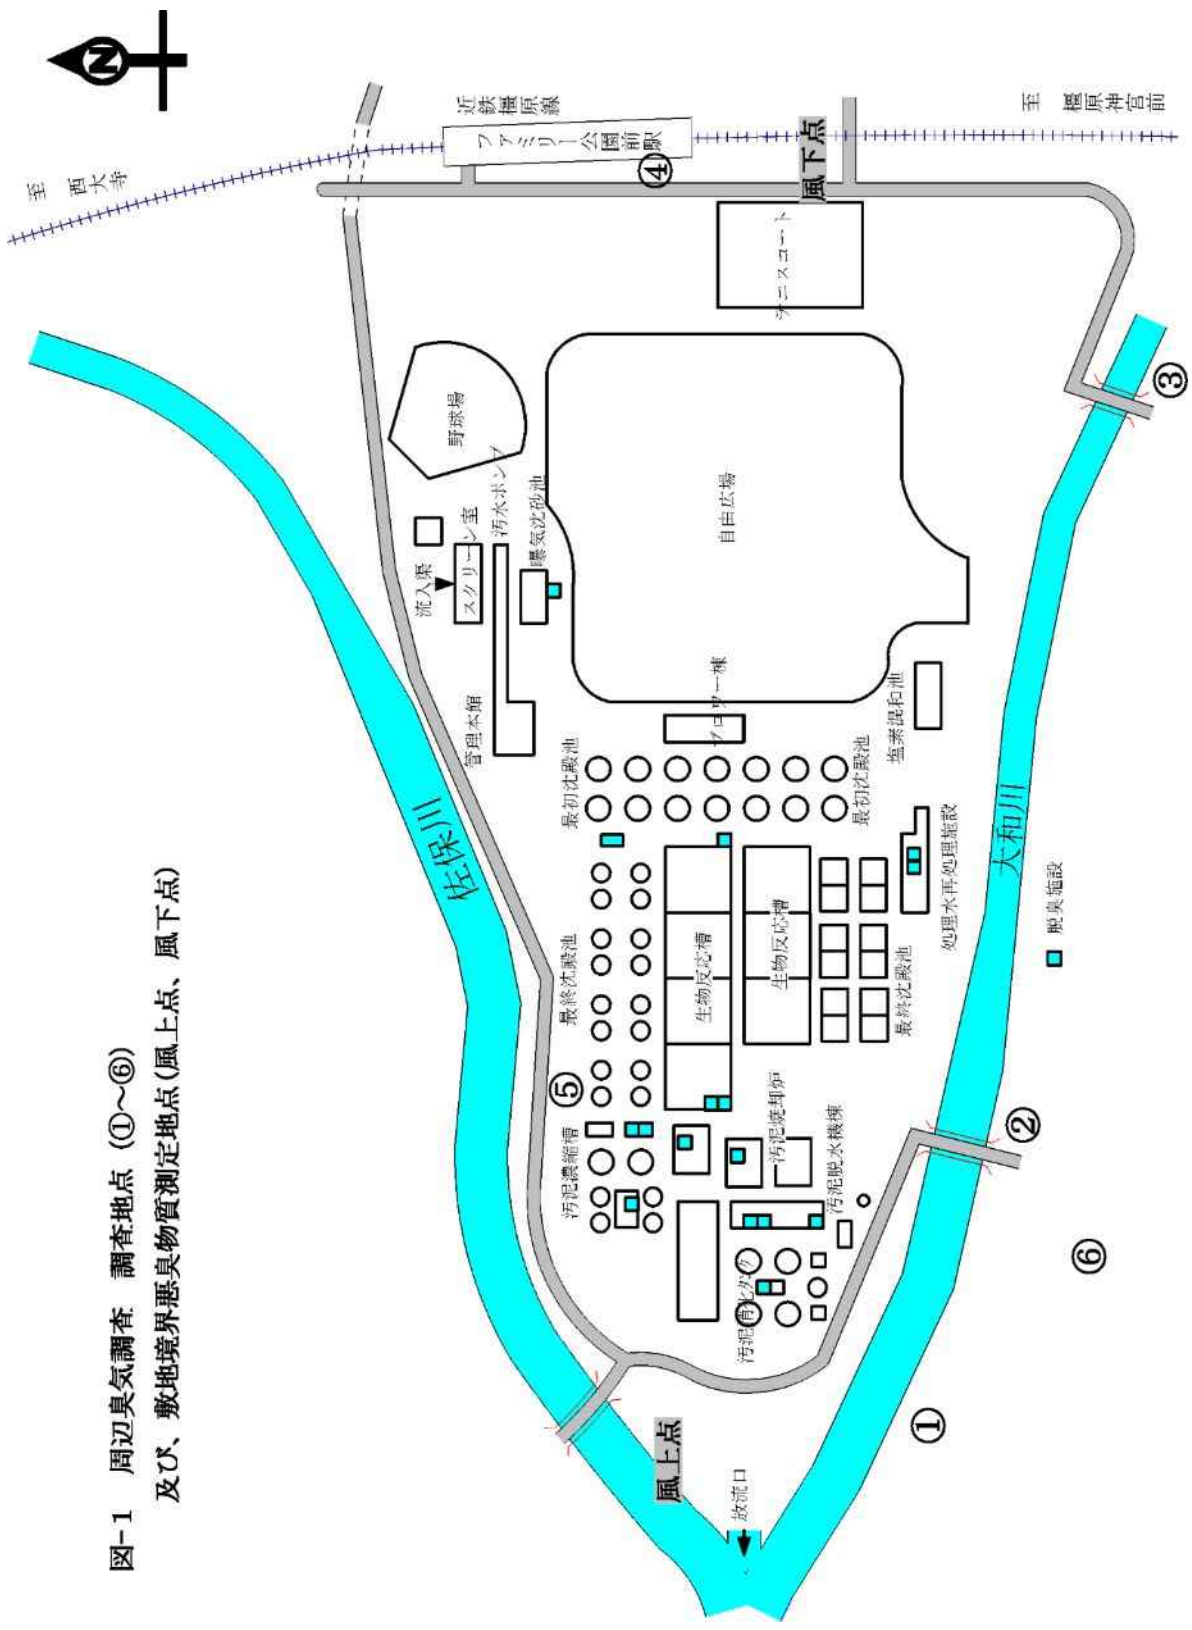 図-1 周辺臭気調査 調査地点 (①～⑥)
及び、敷地境界悪臭物質測定地点(風上点、風下点)
N
至 西大寺
近鉄橿原線
ファミリー公園前駅
至 橿原神宮前
④
風下点
テニスコート
野球場
自由広場
③
流入渠
スクリーン室
汚水ポンプ
曝気沈砂池
管理本館
ブロワー棟
塩素混和池
佐保川
最初沈殿池
最初沈殿池
処理水再処理施設
大和川
最終沈殿池
生物反応槽
生物反応槽
最終沈殿池
脱臭施設
⑤
汚泥濃縮槽
汚泥焼却炉
汚泥脱水機棟
②
汚泥消化タンク
⑥
風上点
放流口
①